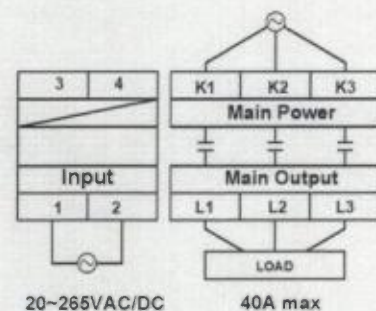 3 4 K1 K2 K3
Main Power
Input Main Output
1 2 L1 L2 L3
LOAD
20~265VAC/DC 40A max